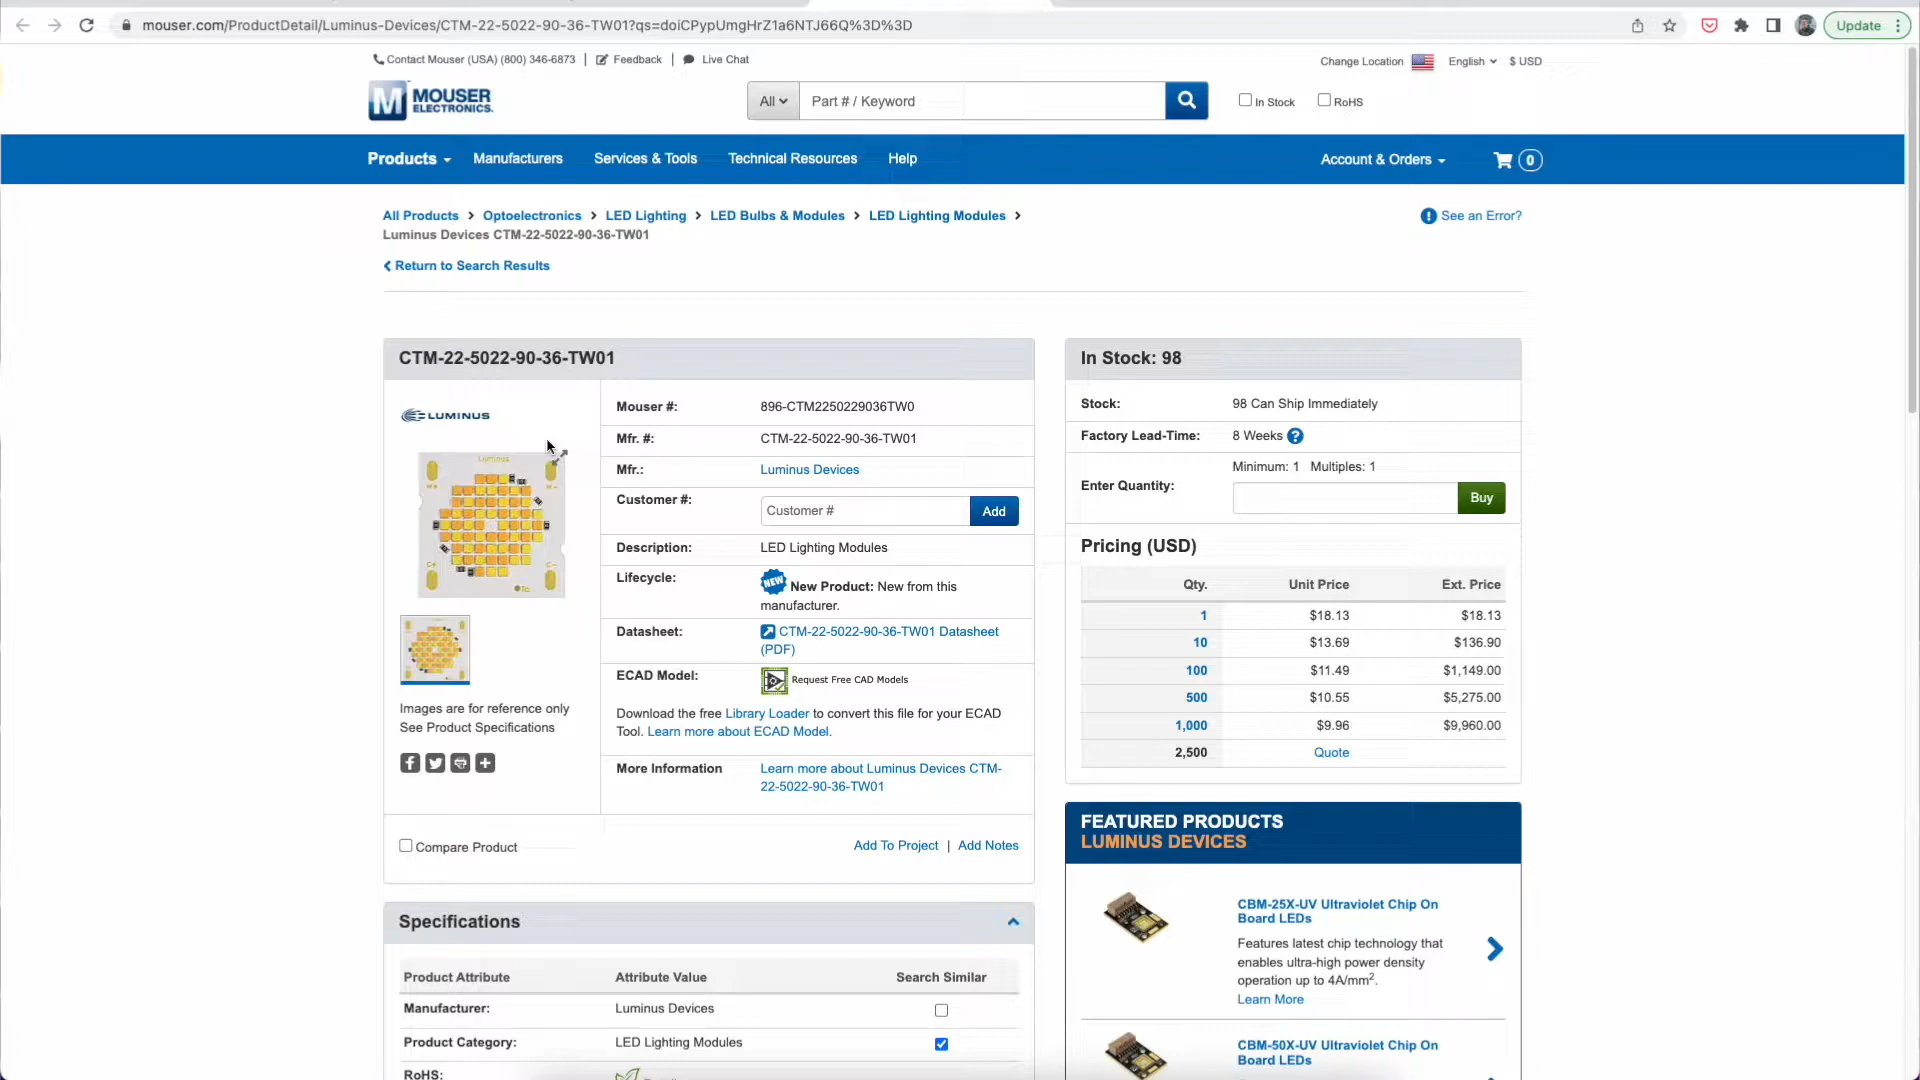 mouser.com/ProductDetail/Luminus-Devices/CTM-22-5022-90-36-TW01?qs=doiCPypUmgHrZ1a6NTJ66Q%3D%3D
Update
Contact Mouser (USA) (800) 346-6873 | Feedback | Live Chat
Change Location English $ USD
MOUSER
ELECTRONICS
All Part # / Keyword In Stock RoHS
Products Manufacturers Services & Tools Technical Resources Help Account & Orders 0
All Products > Optoelectronics > LED Lighting > LED Bulbs & Modules > LED Lighting Modules >
Luminus Devices CTM-22-5022-90-36-TW01
See an Error?
Return to Search Results
CTM-22-5022-90-36-TW01
LUMINUS
Luminus
Images are for reference only
See Product Specifications
Mouser #: 896-CTM2250229036TW0
Mfr. #: CTM-22-5022-90-36-TW01
Mfr.: Luminus Devices
Customer #: Customer # Add
Description: LED Lighting Modules
Lifecycle: NEW New Product: New from this
manufacturer.
Datasheet: CTM-22-5022-90-36-TW01 Datasheet
(PDF)
ECAD Model: Request Free CAD Models
Download the free Library Loader to convert this file for your ECAD
Tool. Learn more about ECAD Model.
More Information Learn more about Luminus Devices CTM-
22-5022-90-36-TW01
Compare Product Add To Project | Add Notes
In Stock: 98
Stock: 98 Can Ship Immediately
Factory Lead-Time: 8 Weeks
Minimum: 1 Multiples: 1
Enter Quantity: Buy
Pricing (USD)
Qty. Unit Price Ext. Price
1 $18.13 $18.13
10 $13.69 $136.90
100 $11.49 $1,149.00
500 $10.55 $5,275.00
1,000 $9.96 $9,960.00
2,500 Quote
FEATURED PRODUCTS
LUMINUS DEVICES
CBM-25X-UV Ultraviolet Chip On
Board LEDs
Features latest chip technology that
enables ultra-high power density
operation up to 4A/mm².
Learn More
CBM-50X-UV Ultraviolet Chip On
Board LEDs
Specifications
Product Attribute Attribute Value Search Similar
Manufacturer: Luminus Devices
Product Category: LED Lighting Modules
RoHS: